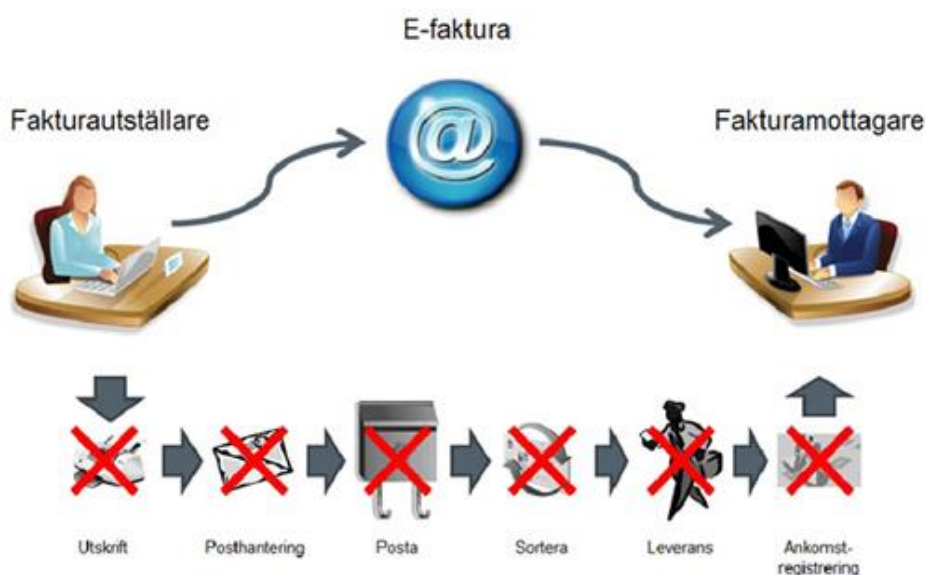 E-faktura
Fakturautställare
Fakturamottagare
@
Utskrift
Posthantering
Posta
Sortera
Leverans
Ankomst-
registrering